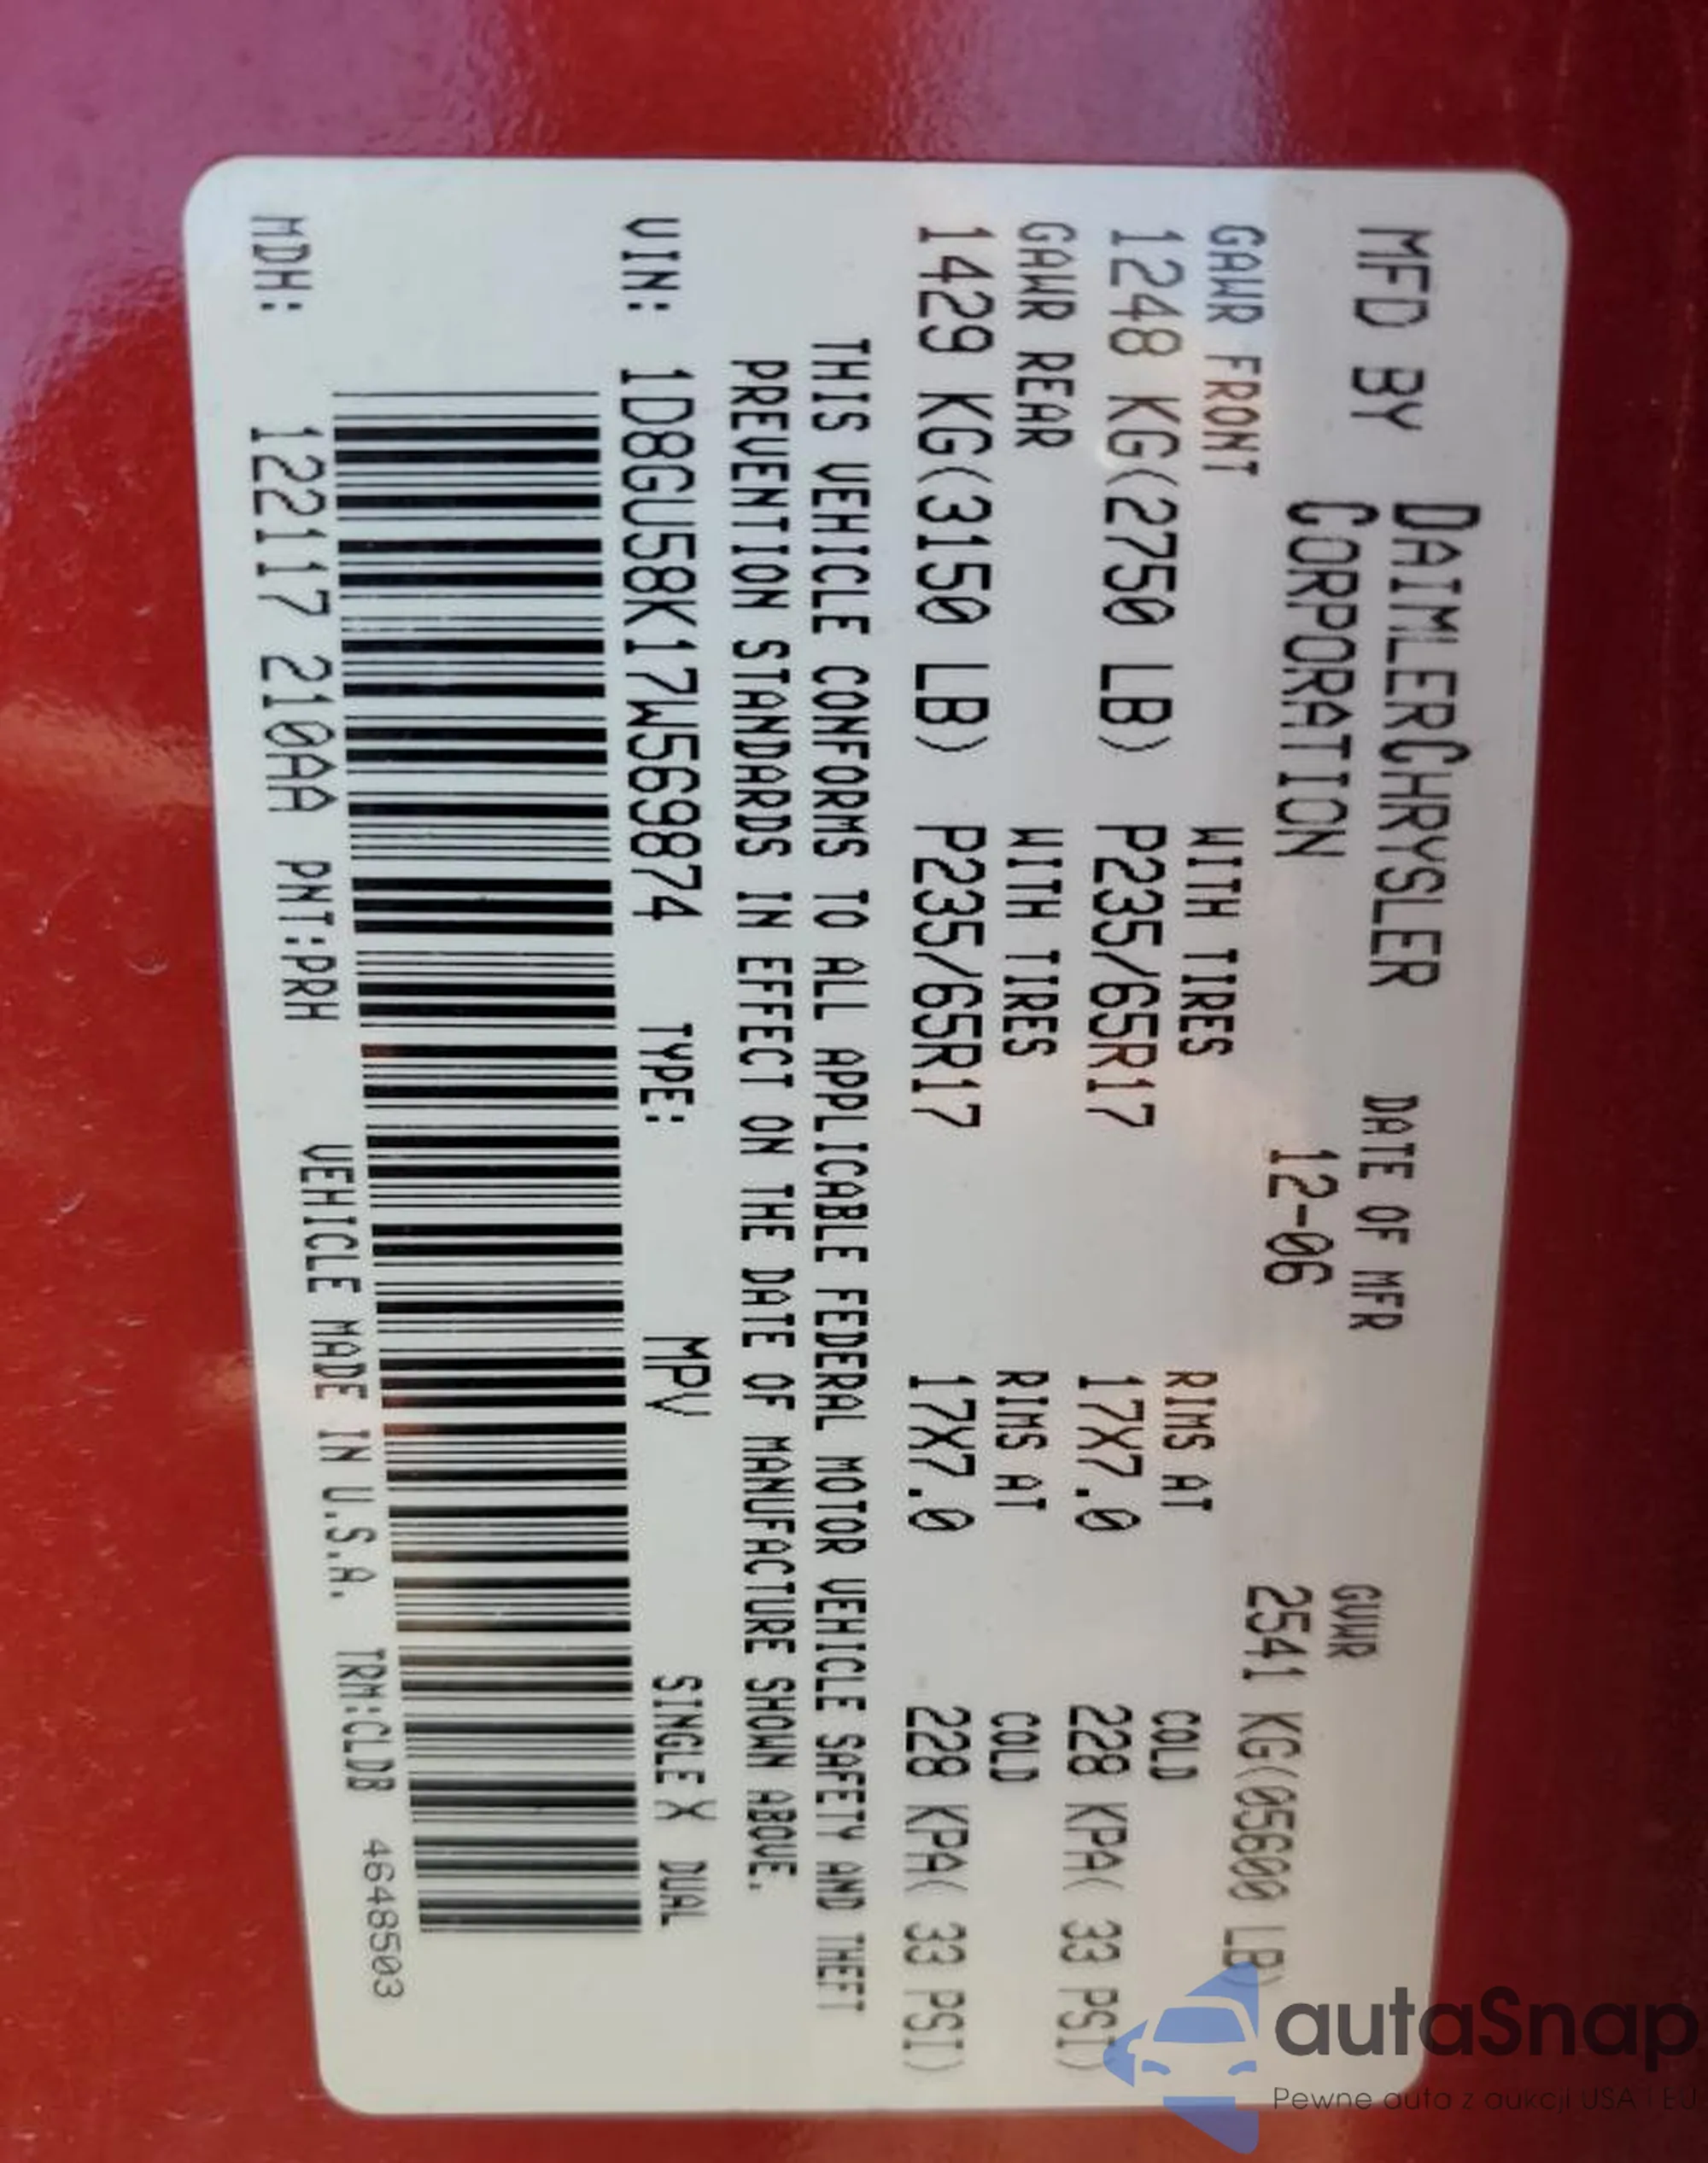 MFD BY DAIMLERCHRYSLER CORPORATION
DATE OF MFR 12-06
GVWR 2541 KG(05600 LB)
GAWR FRONT WITH TIRES RIMS AT COLD
1248 KG(2750 LB) P235/65R17 17X7.0 228 KPA( 33 PSI)
GAWR REAR WITH TIRES RIMS AT COLD
1429 KG(3150 LB) P235/65R17 17X7.0 228 KPA( 33 PSI)
THIS VEHICLE CONFORMS TO ALL APPLICABLE FEDERAL MOTOR VEHICLE SAFETY AND THEFT
PREVENTION STANDARDS IN EFFECT ON THE DATE OF MANUFACTURE SHOWN ABOVE.
VIN: 1D8GU58K17W569874 TYPE: MPV SINGLE X DUAL
MDH: 122117 210AA PNT:PRH VEHICLE MADE IN U.S.A. TRM:CLDB 4648503
autaSnap
Pewne auta z aukcji USA i EU